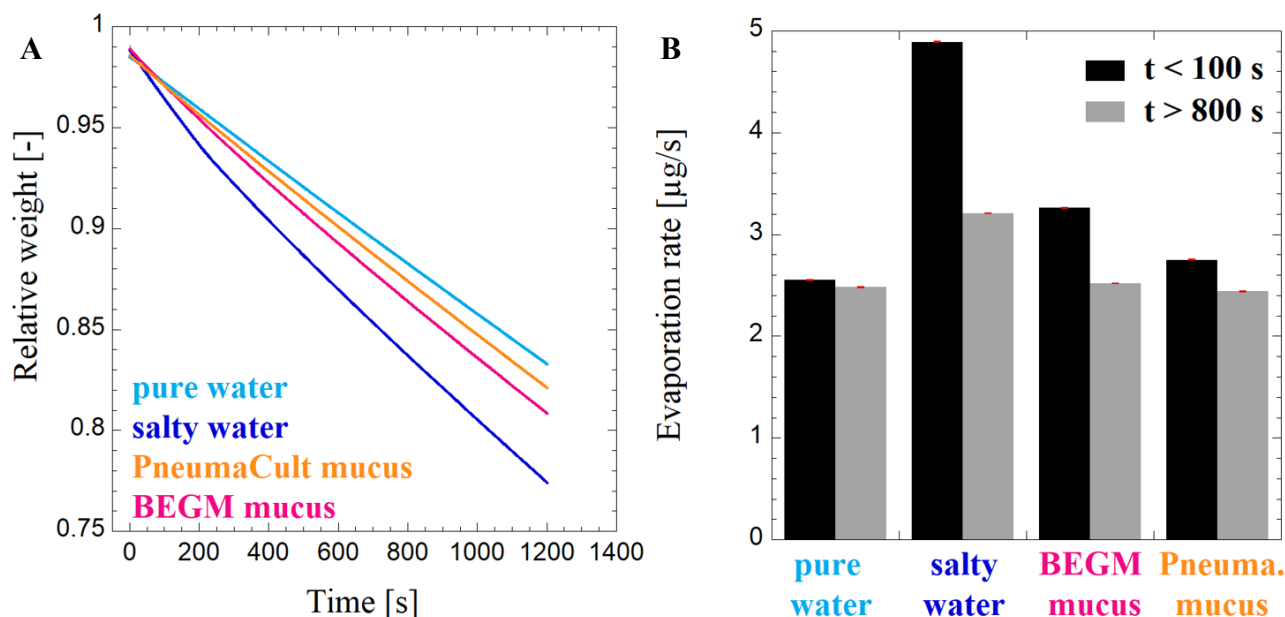 A
1
0.95
0.9
0.85
0.8
0.75
Relative weight [-]
pure water
salty water
PneumaCult mucus
BEGM mucus
0 200 400 600 800 1000 1200 1400
Time [s]
B
5
4
3
2
1
0
Evaporation rate [µg/s]
t < 100 s
t > 800 s
pure water
salty water
BEGM mucus
Pneuma. mucus